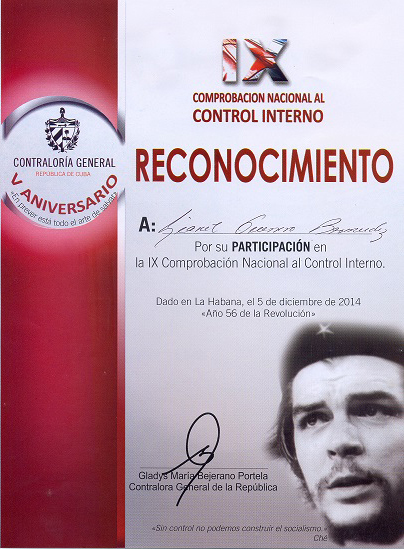 IX
COMPROBACION NACIONAL AL
CONTROL INTERNO
CONTRALORÍA GENERAL
REPÚBLICA DE CUBA
V ANIVERSARIO
«En prever está todo el arte de salvar»
RECONOCIMIENTO
A:
Por su PARTICIPACIÓN en
la IX Comprobación Nacional al Control Interno.
Dado en La Habana, el 5 de diciembre de 2014
«Año 56 de la Revolución»
Gladys María Bejerano Portela
Contralora General de la República
«Sin control no podemos construir el socialismo.»
Ché